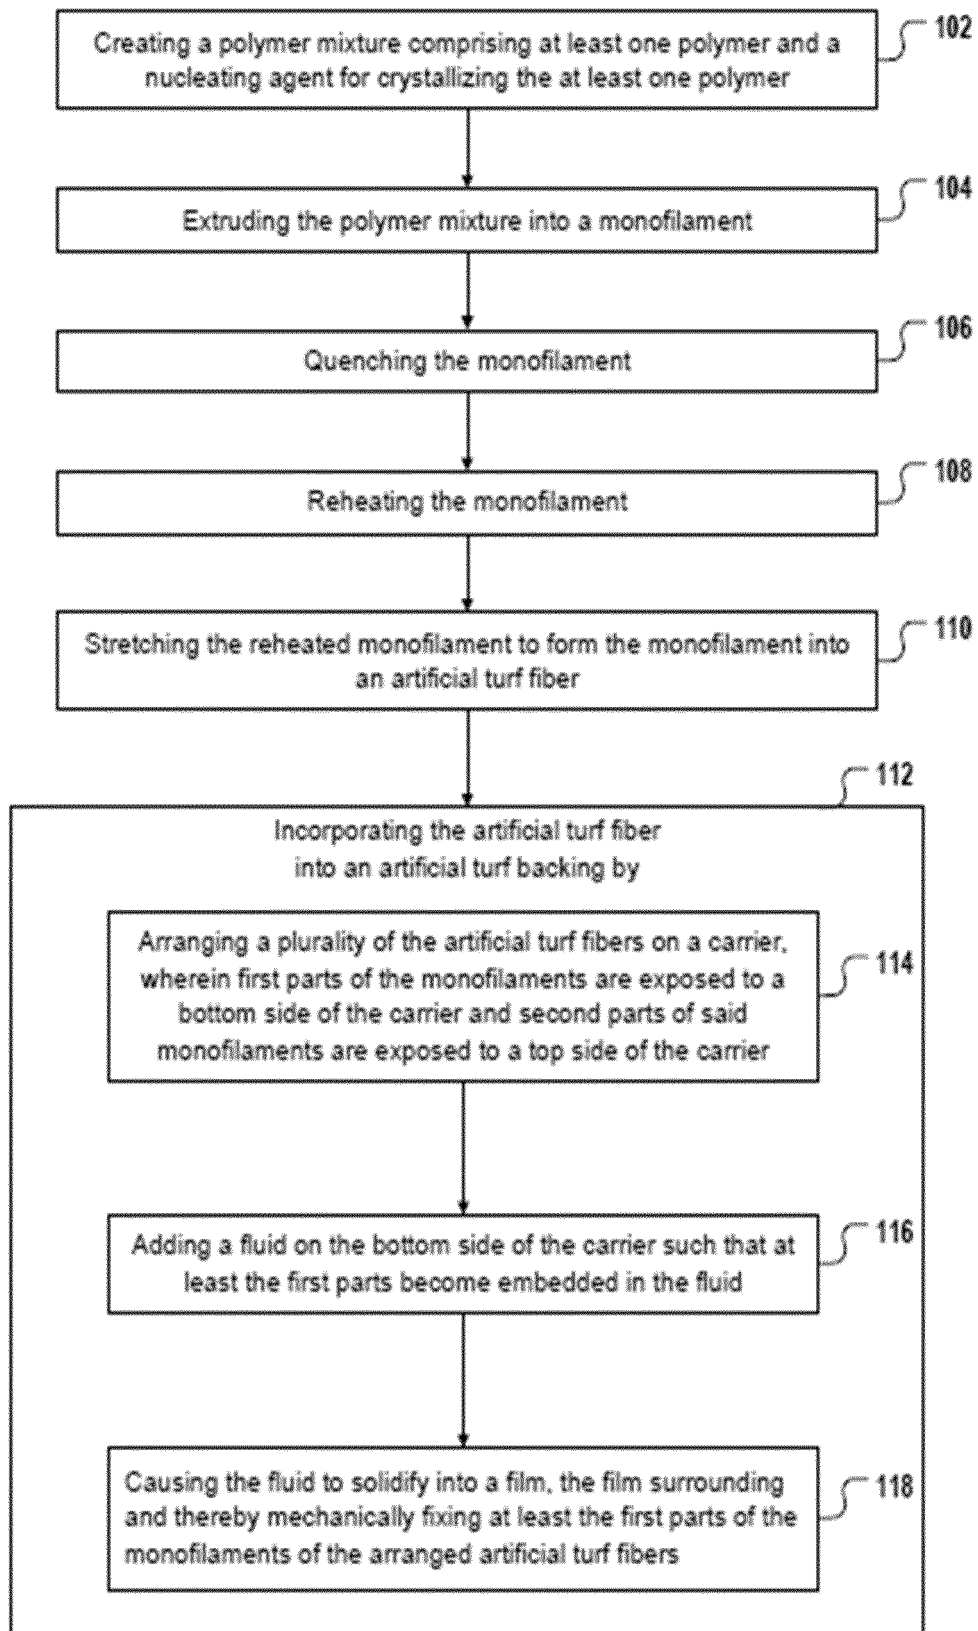 102
Creating a polymer mixture comprising at least one polymer and a
nucleating agent for crystallizing the at least one polymer
104
Extruding the polymer mixture into a monofilament
106
Quenching the monofilament
108
Reheating the monofilament
110
Stretching the reheated monofilament to form the monofilament into
an artificial turf fiber
112
Incorporating the artificial turf fiber
into an artificial turf backing by
114
Arranging a plurality of the artificial turf fibers on a carrier,
wherein first parts of the monofilaments are exposed to a
bottom side of the carrier and second parts of said
monofilaments are exposed to a top side of the carrier
116
Adding a fluid on the bottom side of the carrier such that at
least the first parts become embedded in the fluid
118
Causing the fluid to solidify into a film, the film surrounding
and thereby mechanically fixing at least the first parts of the
monofilaments of the arranged artificial turf fibers